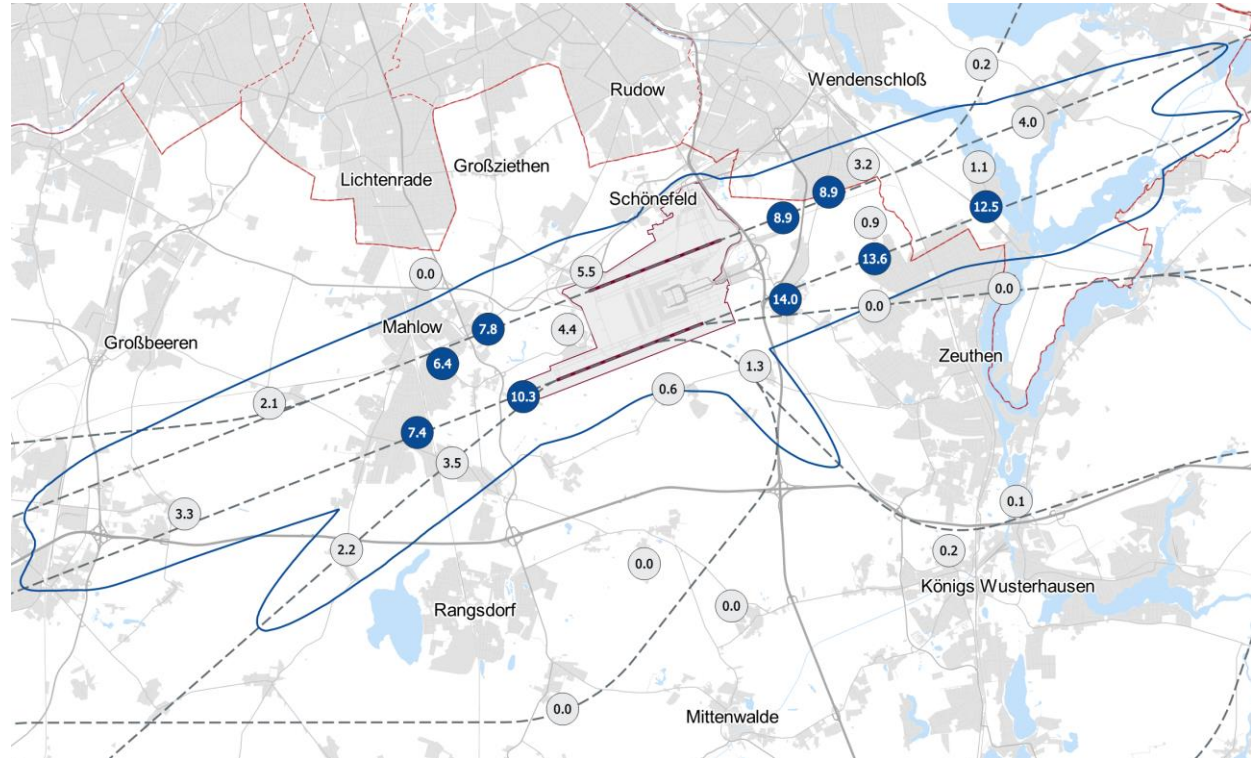 0.2
Wendenschloß
Rudow
4.0
Großziethen
3.2
1.1
Lichtenrade
8.9
Schönefeld
12.5
8.9
0.9
13.6
5.5
0.0
0.0
14.0
0.0
Mahlow
7.8
4.4
Großbeeren
Zeuthen
6.4
1.3
0.6
10.3
2.1
7.4
3.5
0.1
3.3
2.2
0.2
0.0
Königs Wusterhausen
0.0
Rangsdorf
0.0
Mittenwalde